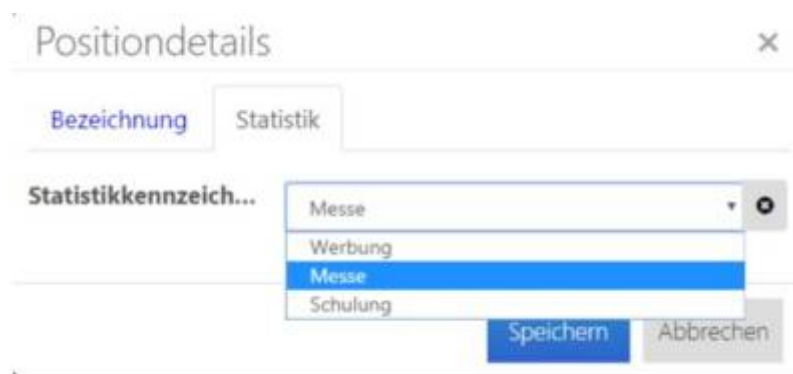 Positiondetails
Bezeichnung Statistik
Statistikkennzeich... Messe
Werbung
Messe
Schulung
Speichern Abbrechen